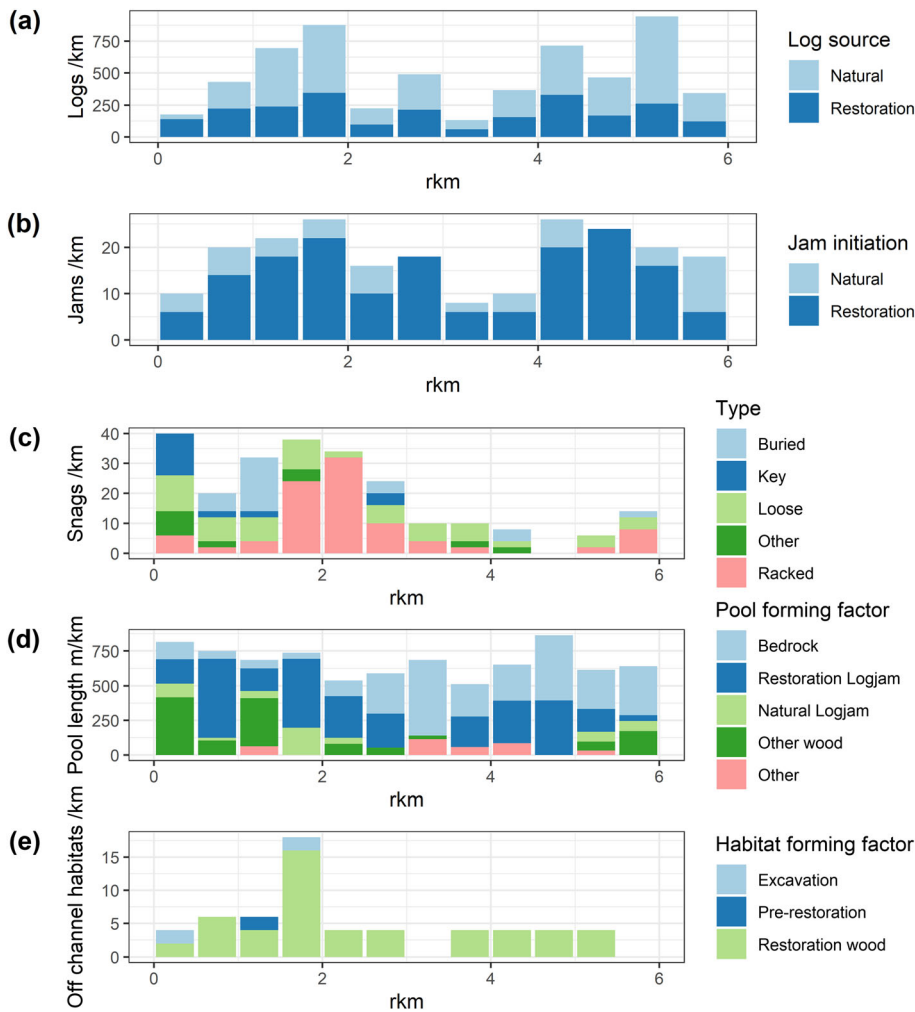 (a)
Logs /km
750
500
250
0
0 2 4 6
rkm
Log source
Natural
Restoration
(b)
Jams /km
20
10
0
0 2 4 6
rkm
Jam initiation
Natural
Restoration
(c)
Snags /km
40
30
20
10
0
0 2 4 6
rkm
Type
Buried
Key
Loose
Other
Racked
(d)
Pool length m/km
750
500
250
0
0 2 4 6
rkm
Pool forming factor
Bedrock
Restoration Logjam
Natural Logjam
Other wood
Other
(e)
Off channel habitats /km
15
10
5
0
0 2 4 6
rkm
Habitat forming factor
Excavation
Pre-restoration
Restoration wood